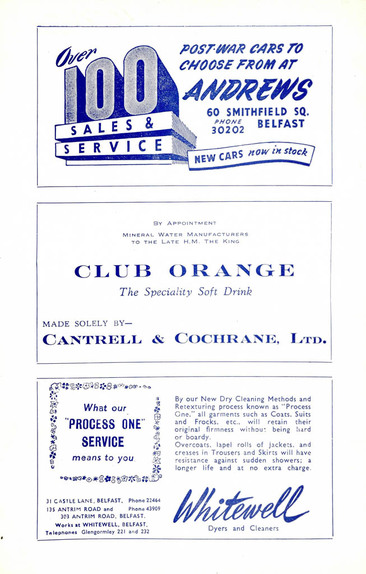 Over
100
SALES &
SERVICE
POST-WAR CARS TO
CHOOSE FROM AT
ANDREWS
60 SMITHFIELD SQ.
PHONE
30202 BELFAST
NEW CARS now in stock
BY APPOINTMENT
MINERAL WATER MANUFACTURERS
TO THE LATE H.M. THE KING
CLUB ORANGE
The Speciality Soft Drink
MADE SOLELY BY—
CANTRELL & COCHRANE, LTD.
What our
"PROCESS ONE"
SERVICE
means to you
By our New Dry Cleaning Methods and
Retexturing process known as "Process
One," all garments such as Coats, Suits
and Frocks, etc., will retain their
original firmness without being hard
or boardy.
Overcoats, lapel rolls of jackets, and
creases in Trousers and Skirts will have
resistance against sudden showers; a
longer life and at no extra charge.
31 CASTLE LANE, BELFAST, Phone 22464
135 ANTRIM ROAD and Phone 43909
303 ANTRIM ROAD, BELFAST.
Works at WHITEWELL, BELFAST.
Telephones Glengormley 231 and 232
Whitewell
Dyers and Cleaners